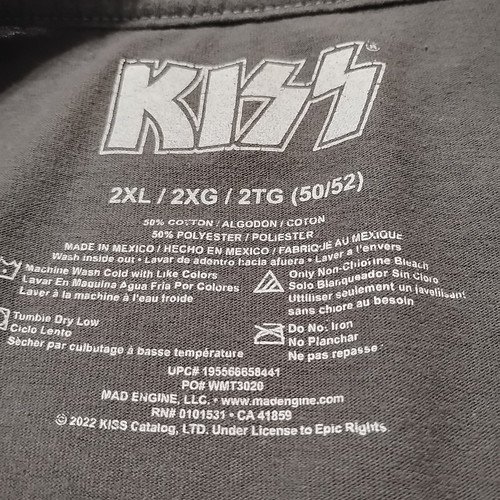 KISS®
2XL / 2XG / 2TG (50/52)
50% COTTON / ALGODON / COTON
50% POLYESTER / POLIESTER
MADE IN MEXICO / HECHO EN MEXICO / FABRIQUÉ AU MEXIQUE
Wash inside out • Lavar de adentro hacia afuera • Laver a l'envers
Machine Wash Cold with Like Colors
Lavar En Maquina Agua Fria Por Colores
Laver à la machine à l'eau froide
Only Non-Chlorine Bleach
Solo Blanqueador Sin Cloro
Utiliser seulement un javellisant
sans chlore au besoin
Tumble Dry Low
Ciclo Lento
Sècher par culbutage à basse température
Do No: Iron
No Planchar
Ne pas repasser
UPC# 195566658441
PO# WMT3020
MAD ENGINE, LLC. • www.madengine.com
RN# 0101531 • CA 41859
© 2022 KISS Catalog, LTD. Under License to Epic Rights.